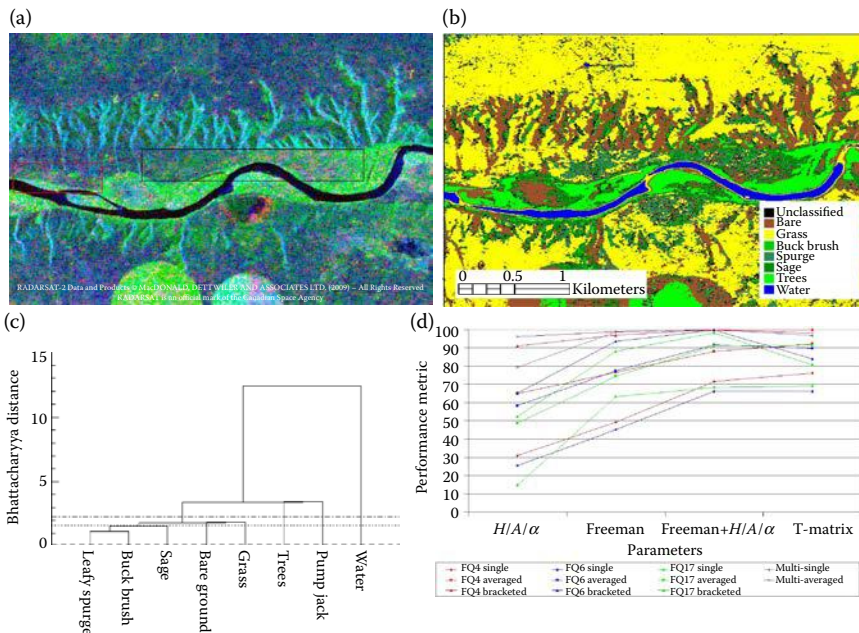 (a)
RADARSAT-2 Data and Products © MacDONALD, DETTWILER AND ASSOCIATES LTD. (2009) – All Rights Reserved
RADARSAT is an official mark of the Canadian Space Agency
(b)
Unclassified
Bare
Grass
Buck brush
Spurge
Sage
Trees
Water
0 0.5 1
Kilometers
(c)
Bhattacharyya distance
15
10
5
0
Leafy spurge
Buck brush
Sage
Bare ground
Grass
Trees
Pump jack
Water
(d)
Performance metric
100
90
80
70
60
50
40
30
20
10
0
H/A/α Freeman Freeman+H/A/α T-matrix
Parameters
FQ4 single FQ6 single FQ17 single Multi-single
FQ4 averaged FQ6 averaged FQ17 averaged Multi-averaged
FQ4 bracketed FQ6 bracketed FQ17 bracketed